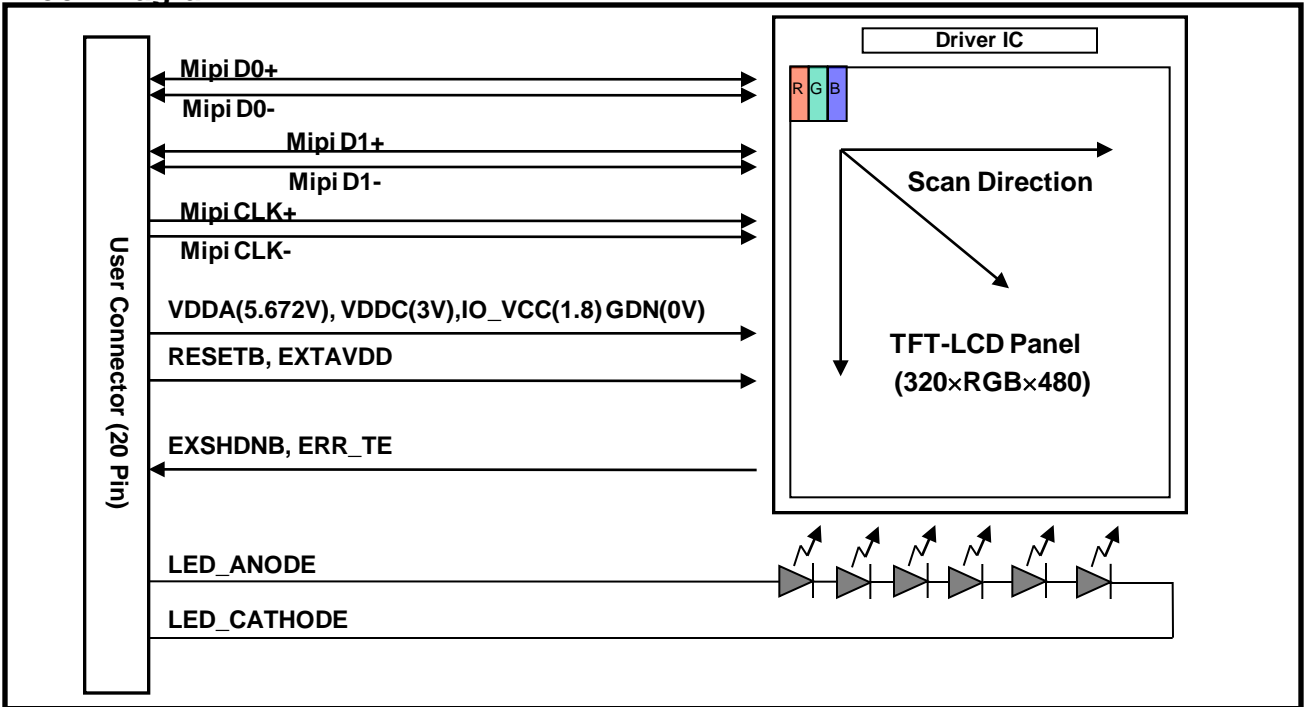 Driver IC
Mipi D0+
Mipi D0-
R G B
Mipi D1+
Mipi D1-
Scan Direction
Mipi CLK+
Mipi CLK-
User Connector (20 Pin)
VDDA(5.672V), VDDC(3V),IO_VCC(1.8) GDN(0V)
RESETB, EXTAVDD
TFT-LCD Panel
(320×RGB×480)
EXSHDNB, ERR_TE
LED_ANODE
LED_CATHODE